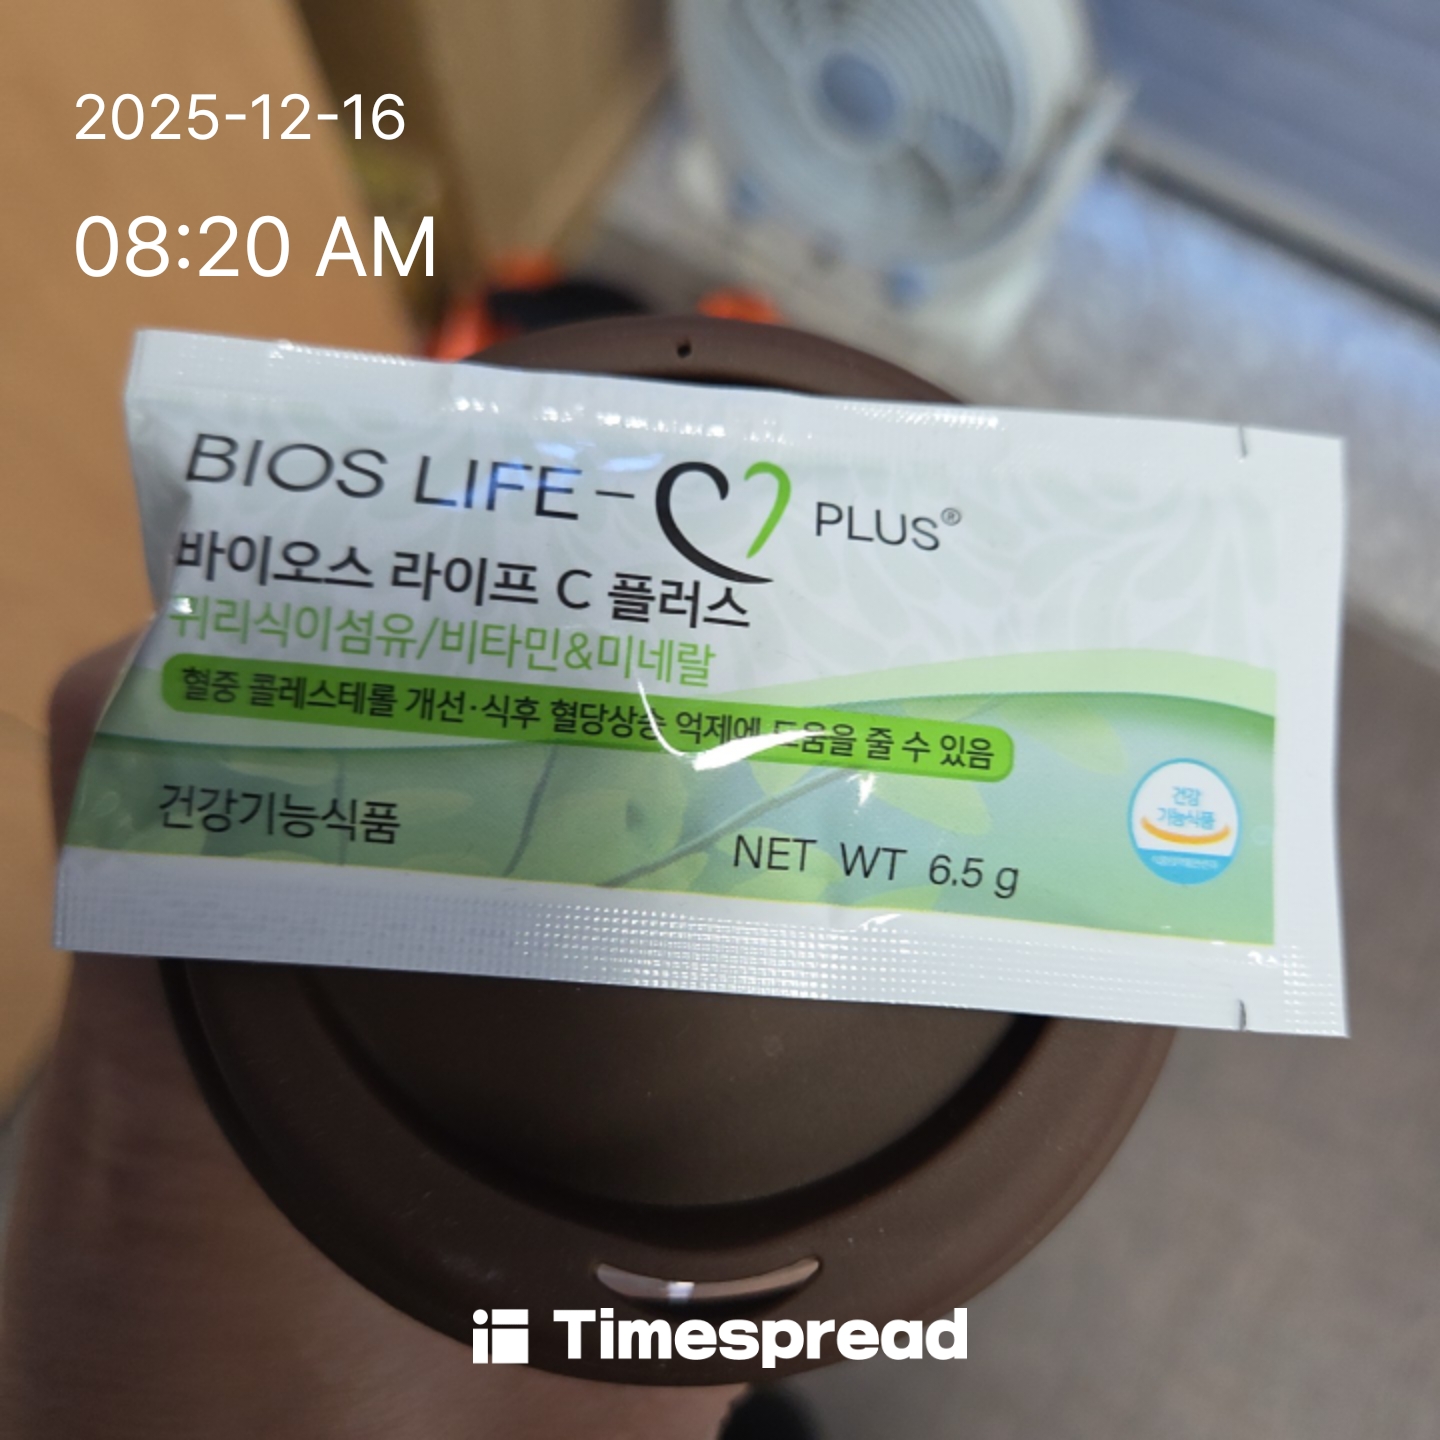 2025-12-16
08:20 AM
BIOS LIFE – C PLUS®
바이오스 라이프 C 플러스
귀리식이섬유/비타민&미네랄
혈중 콜레스테롤 개선·식후 혈당상승 억제에 도움을 줄 수 있음
건강기능식품
NET WT 6.5 g
건강
기능식품
Timespread